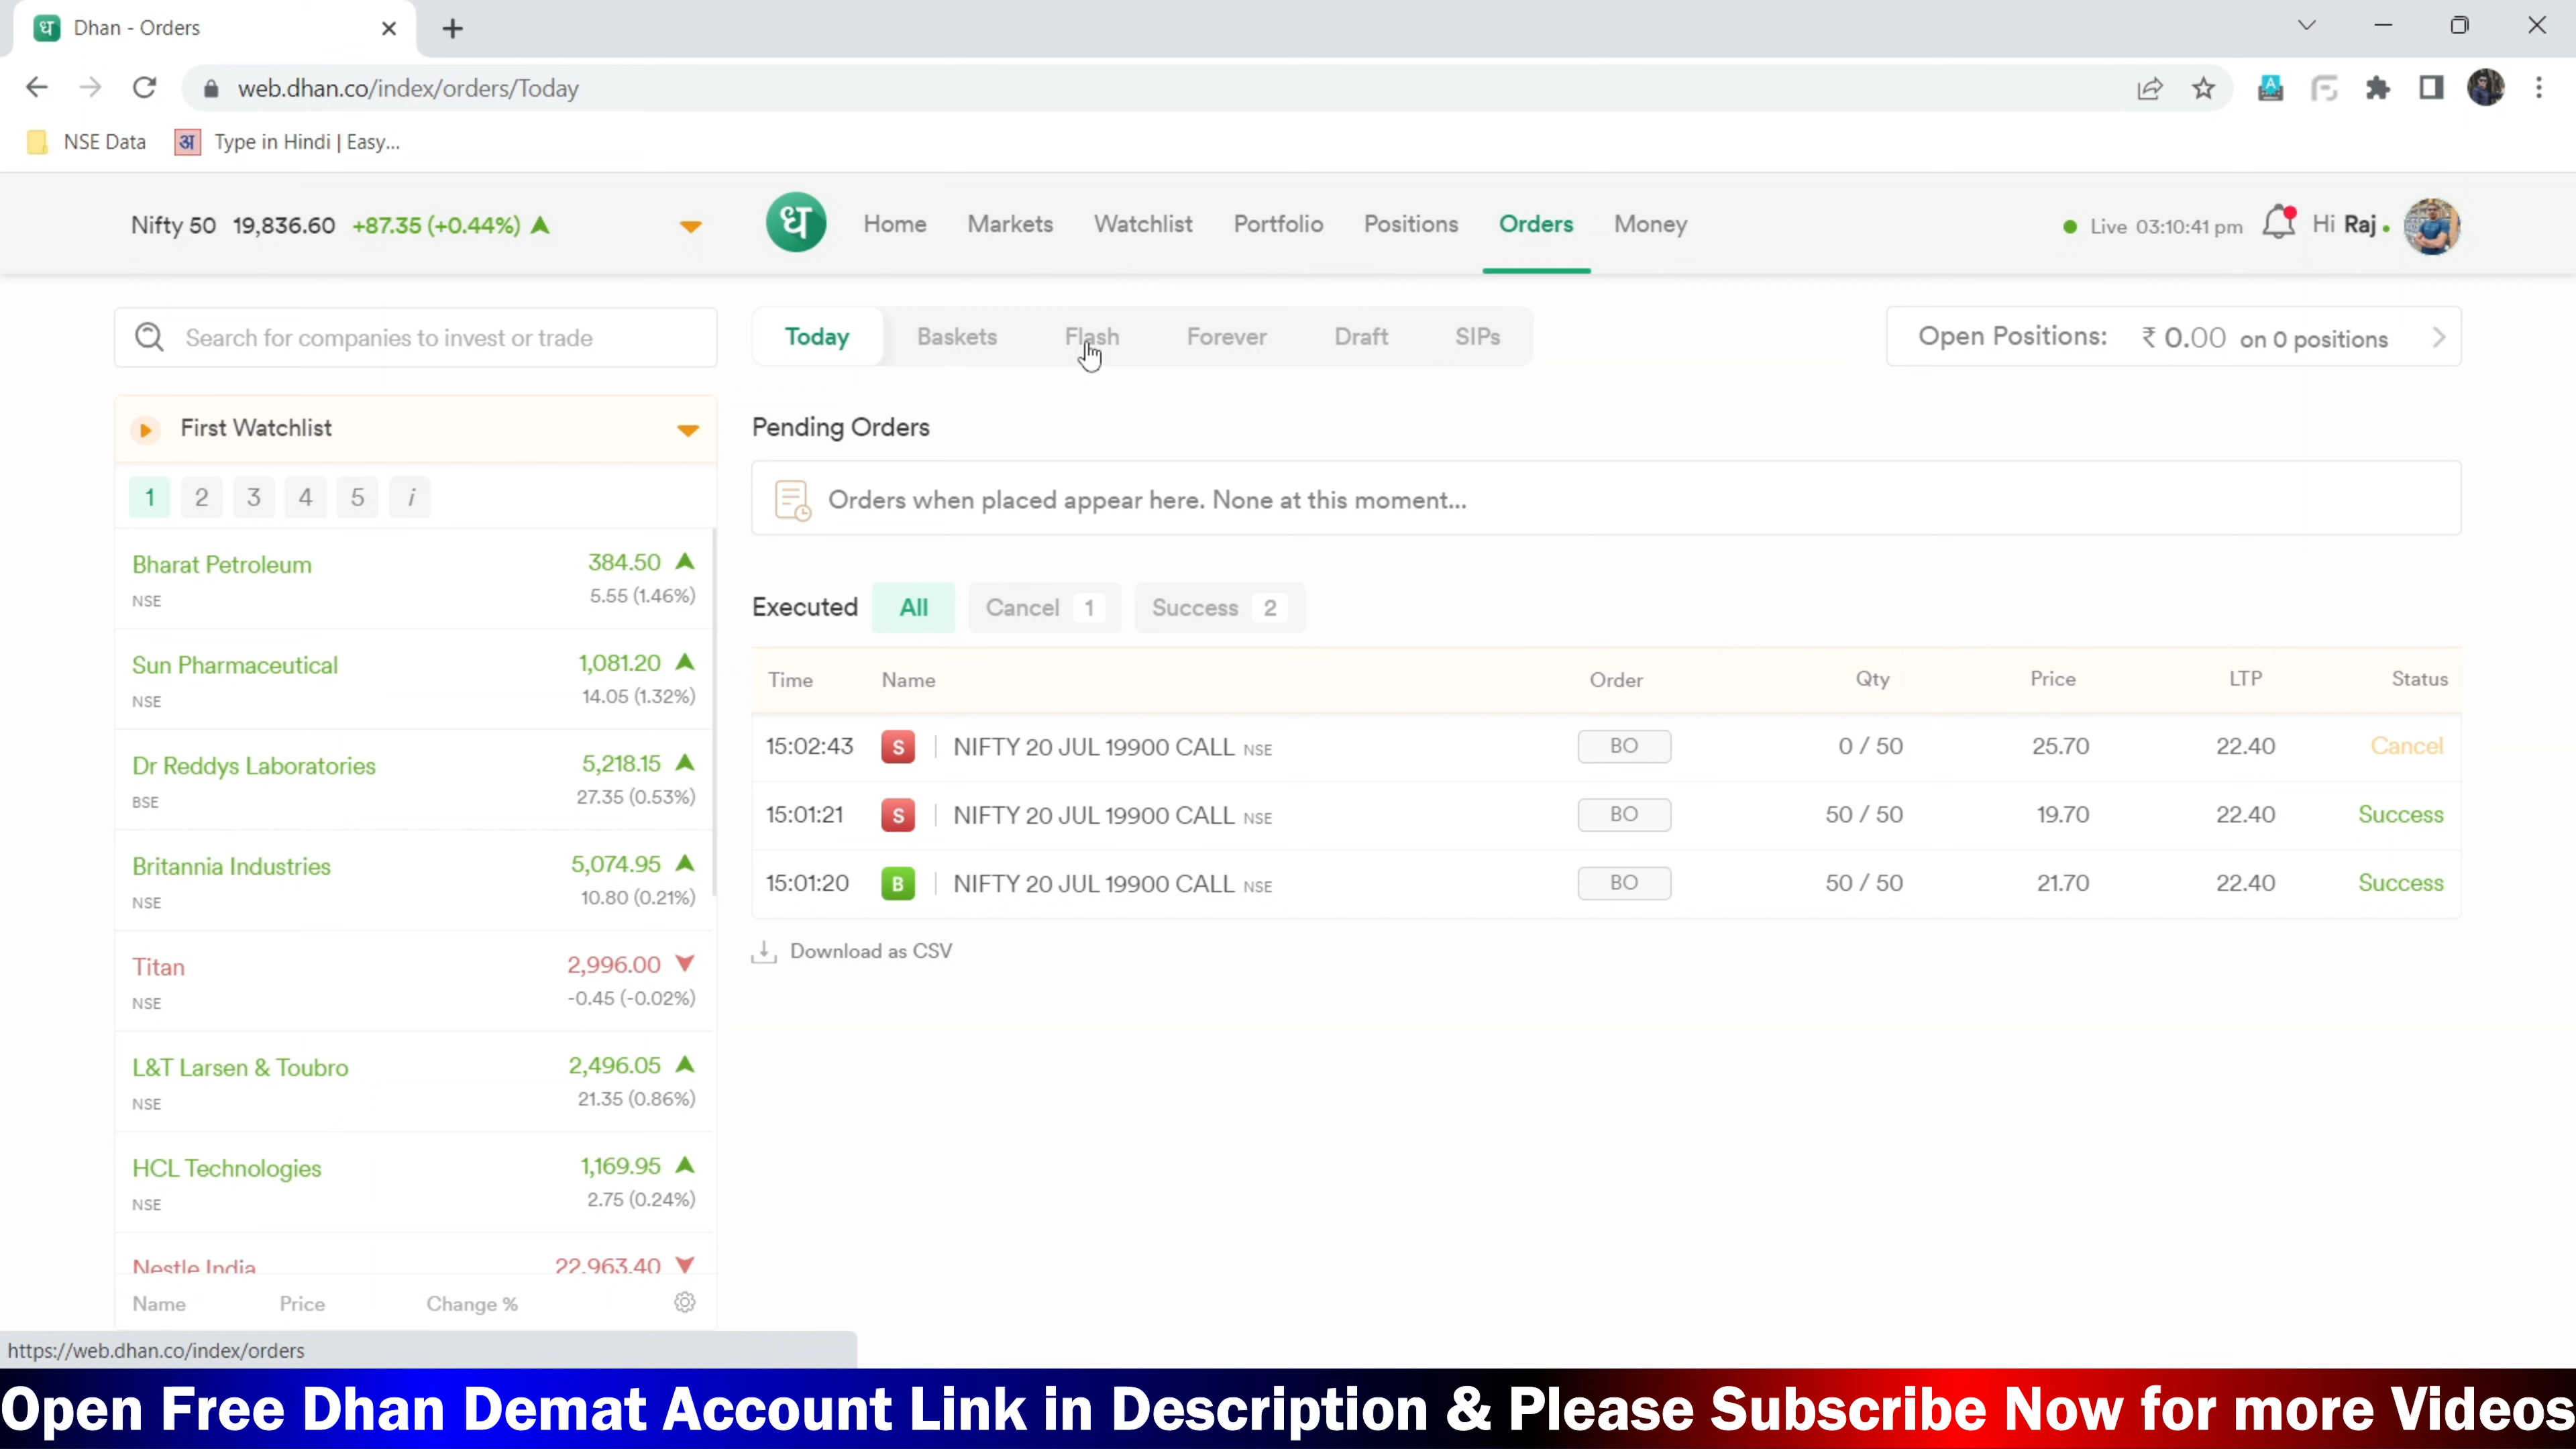 ध Dhan - Orders
web.dhan.co/index/orders/Today
NSE Data अ Type in Hindi | Easy...
Nifty 50 19,836.60 +87.35 (+0.44%)
ध Home Markets Watchlist Portfolio Positions Orders Money
Live 03:10:41 pm Hi Raj
Search for companies to invest or trade
Today Baskets Flash Forever Draft SIPs
Open Positions: ₹ 0.00 on 0 positions
First Watchlist
1 2 3 4 5 i
Bharat Petroleum 384.50
NSE 5.55 (1.46%)
Sun Pharmaceutical 1,081.20
NSE 14.05 (1.32%)
Dr Reddys Laboratories 5,218.15
BSE 27.35 (0.53%)
Britannia Industries 5,074.95
NSE 10.80 (0.21%)
Titan 2,996.00
NSE -0.45 (-0.02%)
L&T Larsen & Toubro 2,496.05
NSE 21.35 (0.86%)
HCL Technologies 1,169.95
NSE 2.75 (0.24%)
Nestle India 22,963.40
Name Price Change %
Pending Orders
Orders when placed appear here. None at this moment...
Executed All Cancel 1 Success 2
Time Name Order Qty Price LTP Status
15:02:43 S NIFTY 20 JUL 19900 CALL NSE BO 0 / 50 25.70 22.40 Cancel
15:01:21 S NIFTY 20 JUL 19900 CALL NSE BO 50 / 50 19.70 22.40 Success
15:01:20 B NIFTY 20 JUL 19900 CALL NSE BO 50 / 50 21.70 22.40 Success
Download as CSV
https://web.dhan.co/index/orders
Open Free Dhan Demat Account Link in Description & Please Subscribe Now for more Videos